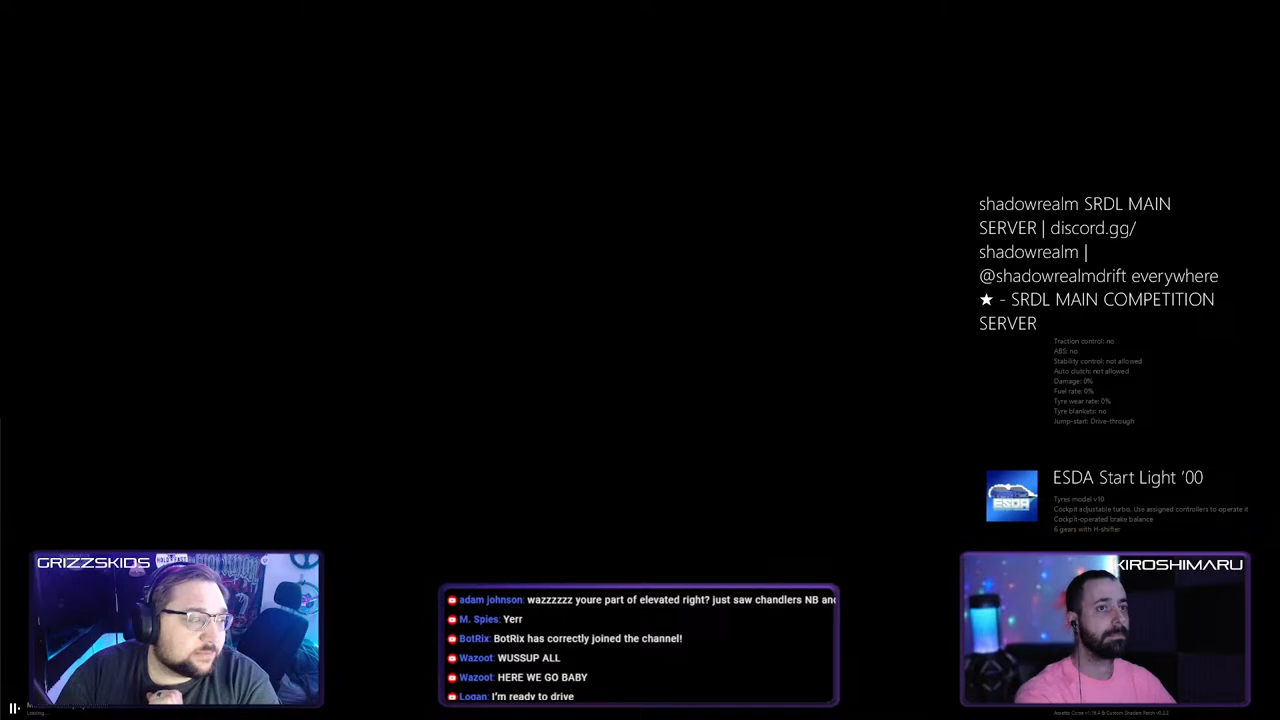 shadowrealm SRDL MAIN
SERVER | discord.gg/
shadowrealm |
@shadowrealmdrift everywhere
★ - SRDL MAIN COMPETITION
SERVER
Traction control: no
ABS: no
Stability control: not allowed
Auto clutch: not allowed
Damage: 0%
Fuel rate: 0%
Tyre wear rate: 0%
Tyre blankets: no
Jump-start: Drive-through
ESDA Start Light '00
ESDA
Tyres model v10
Cockpit adjustable turbo. Use assigned controllers to operate it
Cockpit-operated brake balance
6 gears with H-shifter
GRIZZSKIDS
KIROSHIMARU
adam johnson: wazzzzzz youre part of elevated right? just saw chandlers NB and
M. Spies: Yerr
BotRix: BotRix has correctly joined the channel!
Wazoot: WUSSUP ALL
Wazoot: HERE WE GO BABY
Logan: I'm ready to drive
Loading